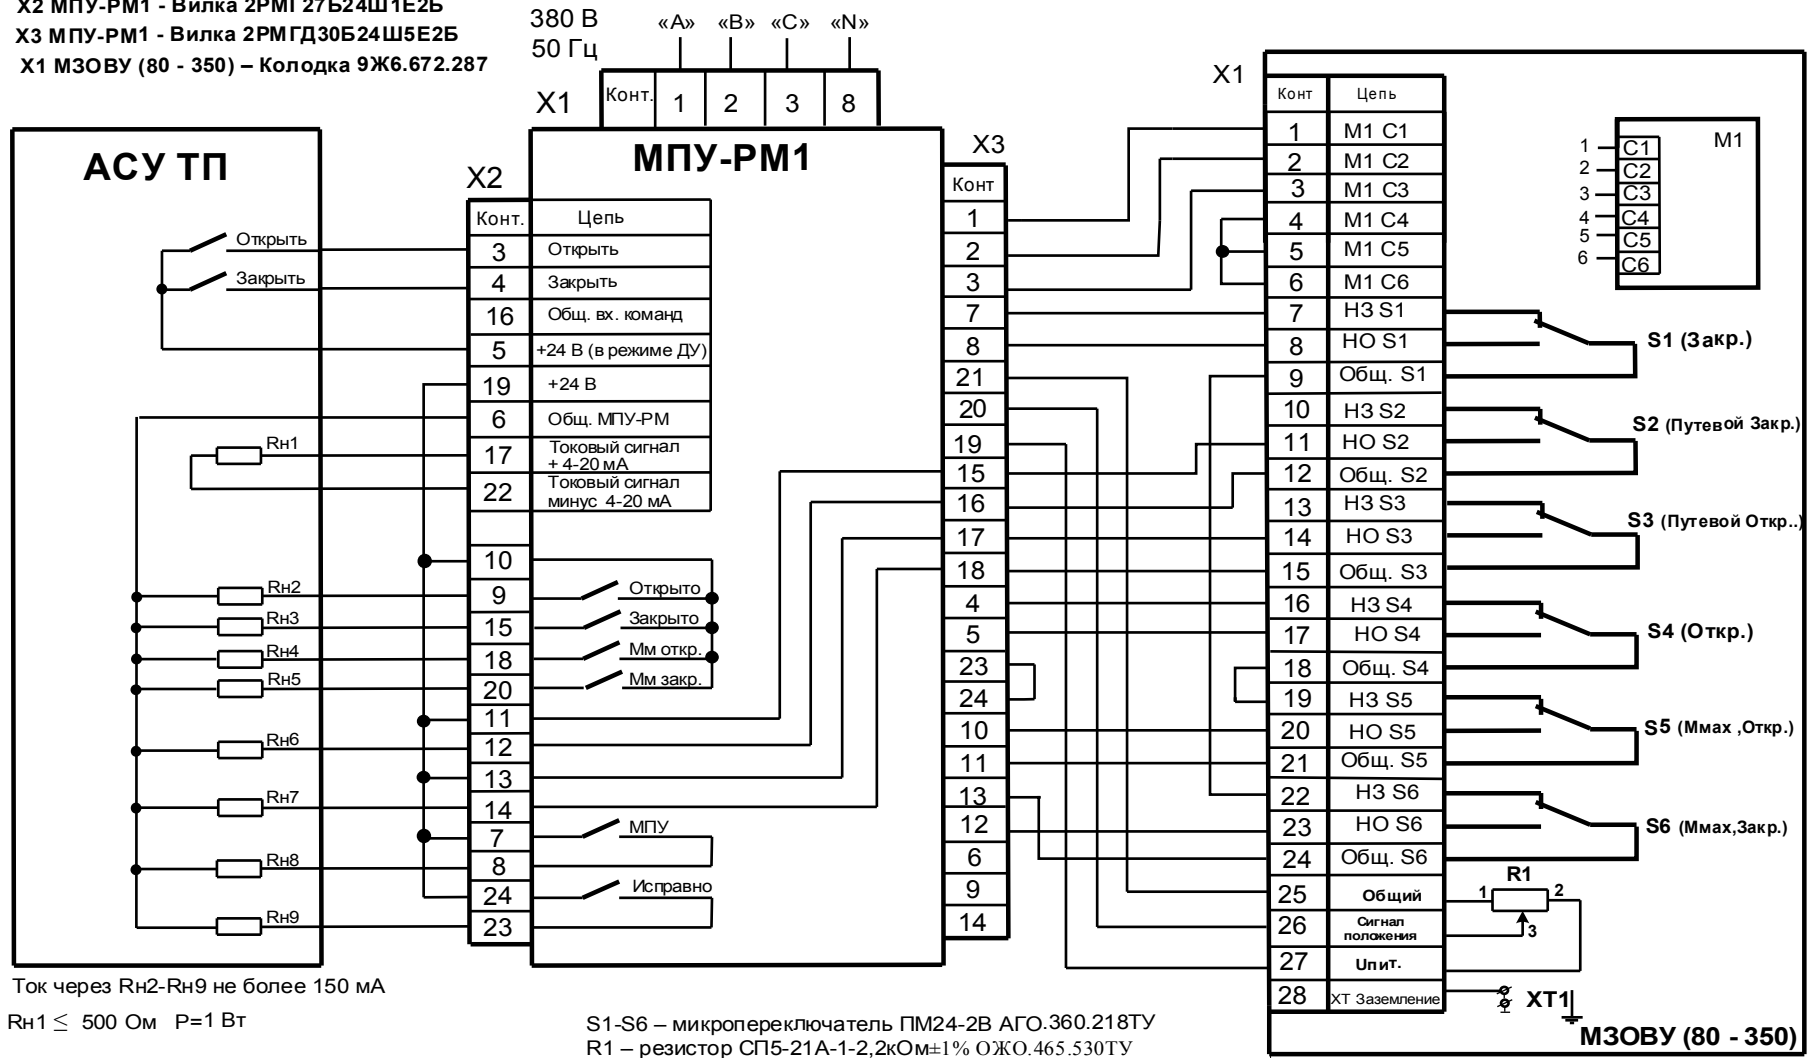 X2 МПУ-РМ1 - Вилка 2РМГ27Б24Ш1Е2Б
X3 МПУ-РМ1 - Вилка 2РМГД30Б24Ш5Е2Б
X1 МЗОВУ (80 - 350) – Колодка 9Ж6.672.287
380 В
50 Гц
«А» «В» «С» «N»
X1
Конт. 1 2 3 8
АСУ ТП
Открыть
Закрыть
Rн1
Rн2
Rн3
Rн4
Rн5
Rн6
Rн7
Rн8
Rн9
МПУ-РМ1
X2
Конт. Цепь
3 Открыть
4 Закрыть
16 Общ. вх. команд
5 +24 В (в режиме ДУ)
19 +24 В
6 Общ. МПУ-РМ
17 Токовый сигнал
+ 4-20 мА
22 Токовый сигнал
минус 4-20 мА
10
9 Открыто
15 Закрыто
18 Мм откр.
20 Мм закр.
11
12
13
14
7 МПУ
8
24 Исправно
23
X3
Конт
1
2
3
7
8
21
20
19
15
16
17
18
4
5
23
24
10
11
13
12
6
9
14
X1
Конт Цепь
1 М1 С1
2 М1 С2
3 М1 С3
4 М1 С4
5 М1 С5
6 М1 С6
7 НЗ S1
8 НО S1
9 Общ. S1
10 НЗ S2
11 НО S2
12 Общ. S2
13 НЗ S3
14 НО S3
15 Общ. S3
16 НЗ S4
17 НО S4
18 Общ. S4
19 НЗ S5
20 НО S5
21 Общ. S5
22 НЗ S6
23 НО S6
24 Общ. S6
25 Общий
26 Сигнал
положения
27 Uпит.
28 ХТ Заземление
М1
1 С1
2 С2
3 С3
4 С4
5 С5
6 С6
S1 (Закр.)
S2 (Путевой Закр.)
S3 (Путевой Откр..)
S4 (Откр.)
S5 (Ммах ,Откр.)
S6 (Ммах,Закр.)
R1
1 2
3
ХТ1
МЗОВУ (80 - 350)
Ток через Rн2-Rн9 не более 150 мА
Rн1 ≤ 500 Ом P=1 Вт
S1-S6 – микропереключатель ПМ24-2В АГО.360.218ТУ
R1 – резистор СП5-21А-1-2,2кОм±1% ОЖО.465.530ТУ